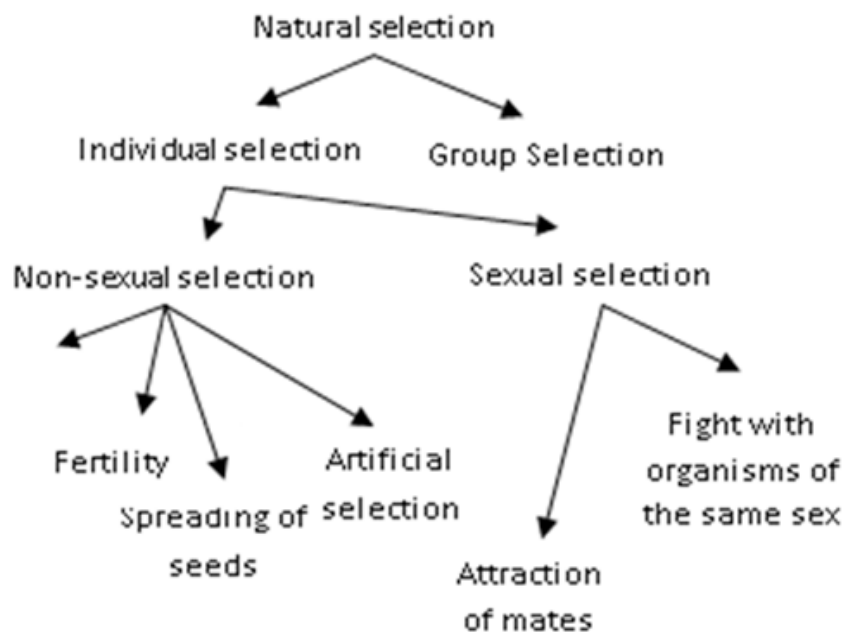 Natural selection
Individual selection
Group Selection
Non-sexual selection
Sexual selection
Fertility
Spreading of
seeds
Artificial
selection
Attraction
of mates
Fight with
organisms of
the same sex